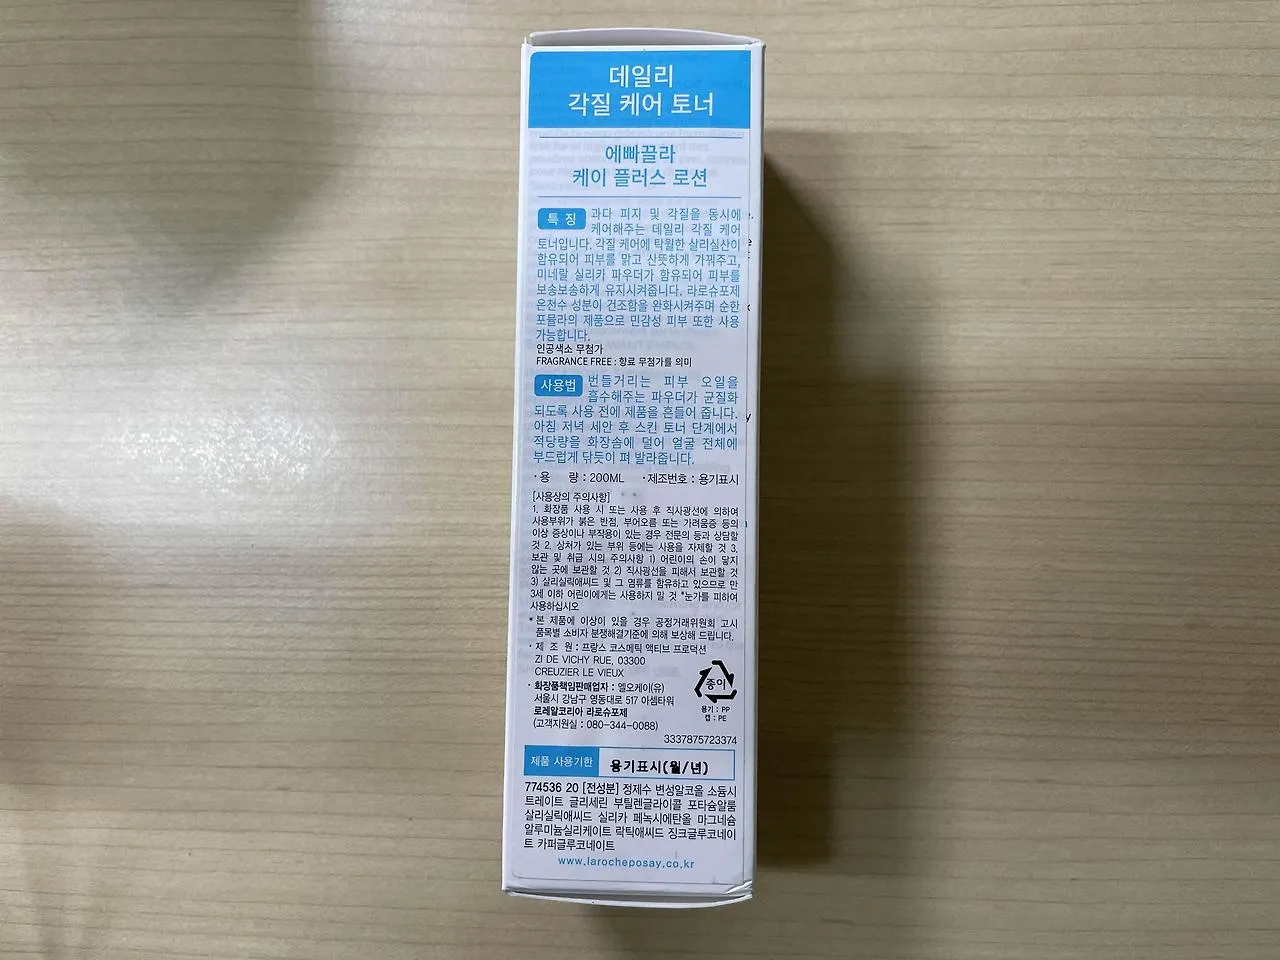 데일리
각질 케어 토너
에빠끌라
케이 플러스 로션
특 징 과다 피지 및 각질을 동시에
케어해주는 데일리 각질 케어
토너입니다. 각질 케어에 탁월한 살리실산이
함유되어 피부를 맑고 산뜻하게 가꿔주고,
미네랄 실리카 파우더가 함유되어 피부를
보송보송하게 유지시켜줍니다. 라로슈포제
온천수 성분이 건조함을 완화시켜주며 순한
포뮬라의 제품으로 민감성 피부 또한 사용
가능합니다.
인공색소 무첨가
FRAGRANCE FREE : 향료 무첨가를 의미
사용법 번들거리는 피부 오일을
흡수해주는 파우더가 균질화
되도록 사용 전에 제품을 흔들어 줍니다.
아침 저녁 세안 후 스킨 토너 단계에서
적당량을 화장솜에 덜어 얼굴 전체에
부드럽게 닦듯이 펴 발라줍니다.
·용 량 : 200ML ·제조번호 : 용기표시
[사용상의 주의사항]
1. 화장품 사용 시 또는 사용 후 직사광선에 의하여
사용부위가 붉은 반점, 부어오름 또는 가려움증 등의
이상 증상이나 부작용이 있는 경우 전문의 등과 상담할
것 2. 상처가 있는 부위 등에는 사용을 자제할 것 3.
보관 및 취급 시의 주의사항 1) 어린이의 손이 닿지
않는 곳에 보관할 것 2) 직사광선을 피해서 보관할 것
3) 살리실릭애씨드 및 그 염류를 함유하고 있으므로 만
3세 이하 어린이에게는 사용하지 말 것 *눈가를 피하여
사용하십시오
* 본 제품에 이상이 있을 경우 공정거래위원회 고시
품목별 소비자 분쟁해결기준에 의해 보상해 드립니다.
· 제 조 원 : 프랑스 코스메틱 액티브 프로덕션
ZI DE VICHY RUE, 03300
CREUZIER LE VIEUX
· 화장품책임판매업자 : 엘오케이(유)
서울시 강남구 영동대로 517 아셈타워
로레알코리아 라로슈포제
(고객지원실 : 080-344-0088)
종이
용기 : PP
캡 : PE
3337875723374
제품 사용기한 용기표시(월/년)
774536 20 [전성분] 정제수 변성알코올 소듐시
트레이트 글리세린 부틸렌글라이콜 포타슘알룸
살리실릭애씨드 실리카 페녹시에탄올 마그네슘
알루미늄실리케이트 락틱애씨드 징크글루코네이
트 카퍼글루코네이트
www.larocheposay.co.kr